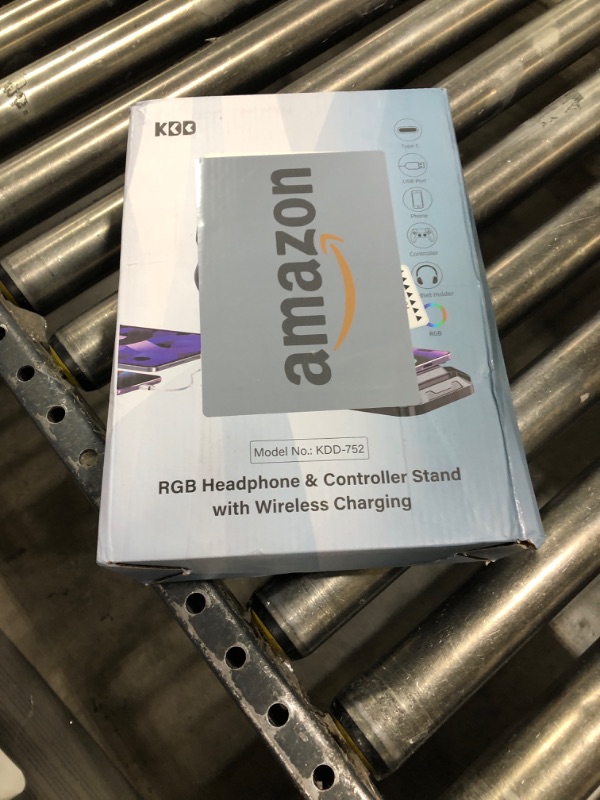 KDD
Type C
USB Port
Phone
Controller
Holder
RGB
amazon
Model No.: KDD-752
RGB Headphone & Controller Stand
with Wireless Charging